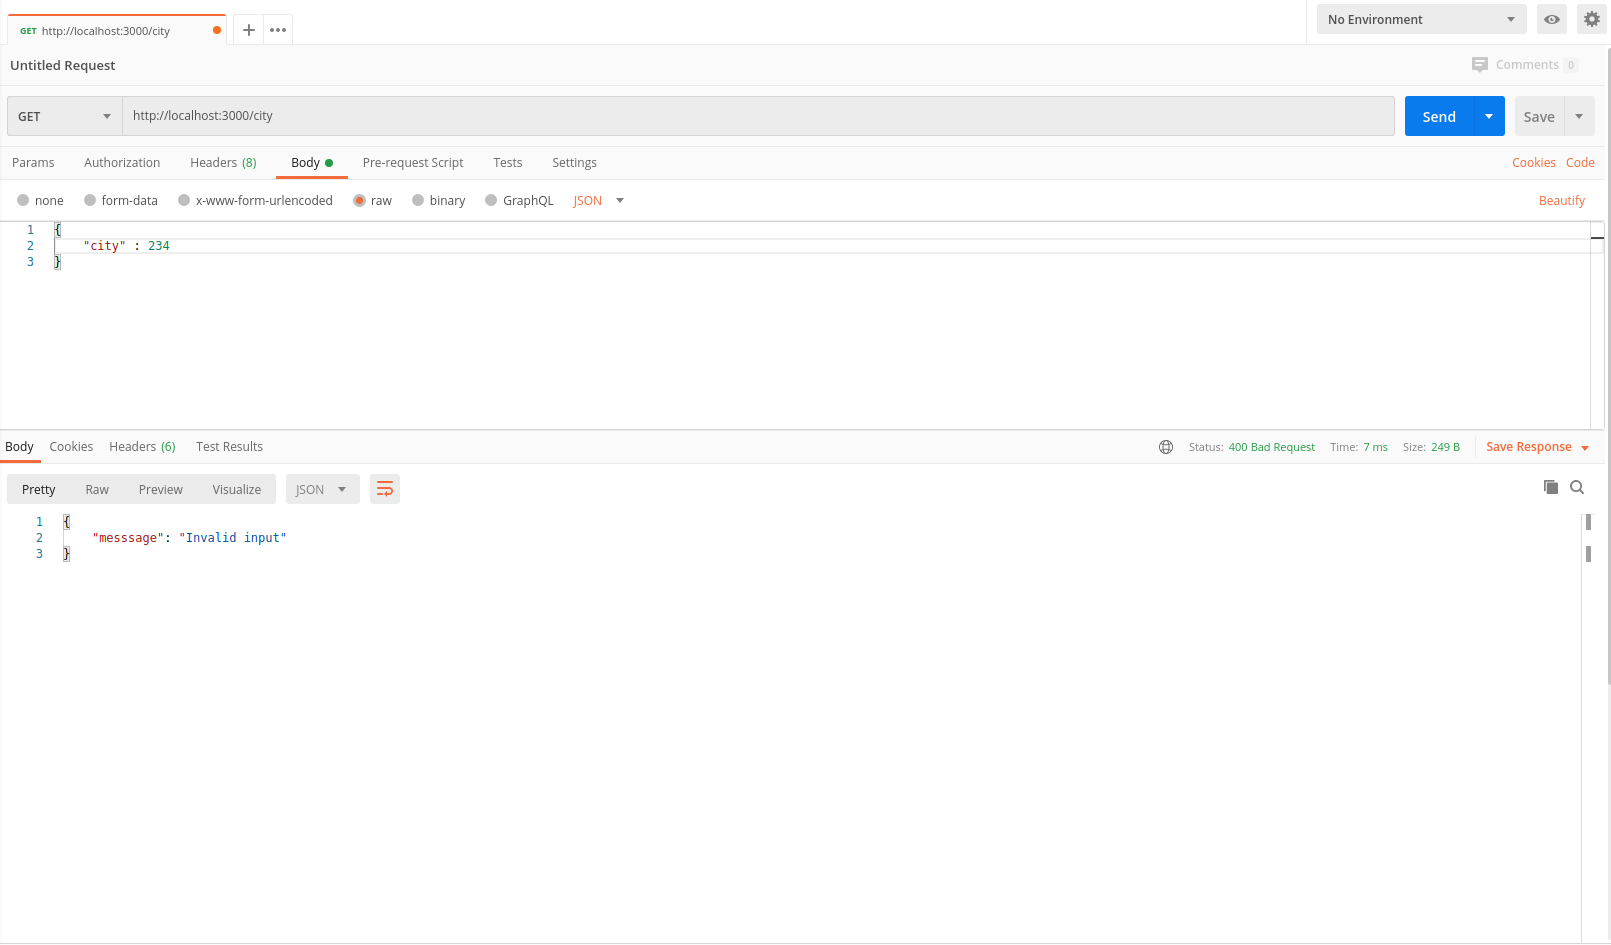 GET http://localhost:3000/city
No Environment
Untitled Request
Comments 0
GET http://localhost:3000/city Send Save
Params Authorization Headers (8) Body Pre-request Script Tests Settings Cookies Code
none form-data x-www-form-urlencoded raw binary GraphQL JSON Beautify
1 {
2 "city" : 234
3 }
Body Cookies Headers (6) Test Results Status: 400 Bad Request Time: 7 ms Size: 249 B Save Response
Pretty Raw Preview Visualize JSON
1 {
2 "messsage": "Invalid input"
3 }